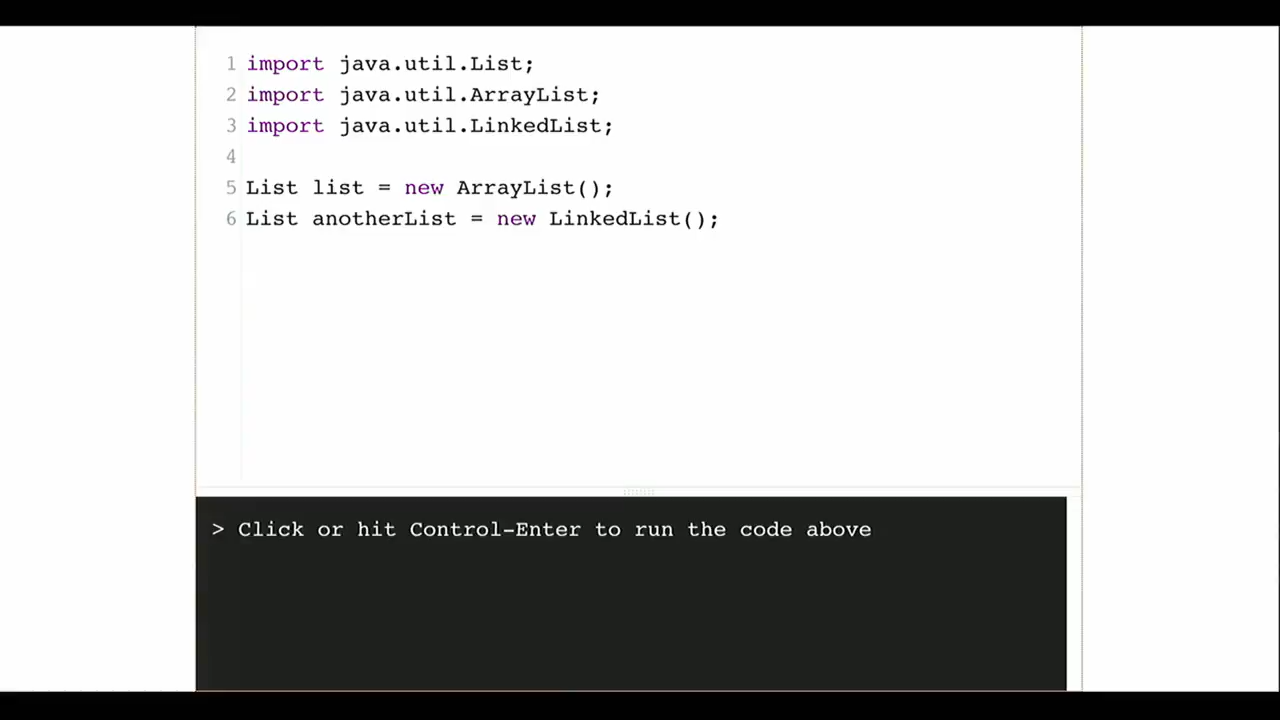 1 import java.util.List;
2 import java.util.ArrayList;
3 import java.util.LinkedList;
4
5 List list = new ArrayList();
6 List anotherList = new LinkedList();
> Click or hit Control-Enter to run the code above